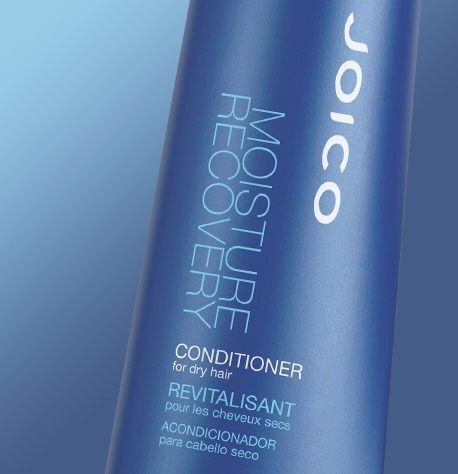 JOICO
MOISTURE
RECOVERY
CONDITIONER
for dry hair
REVITALISANT
pour les cheveux secs
ACONDICIONADOR
para cabello seco